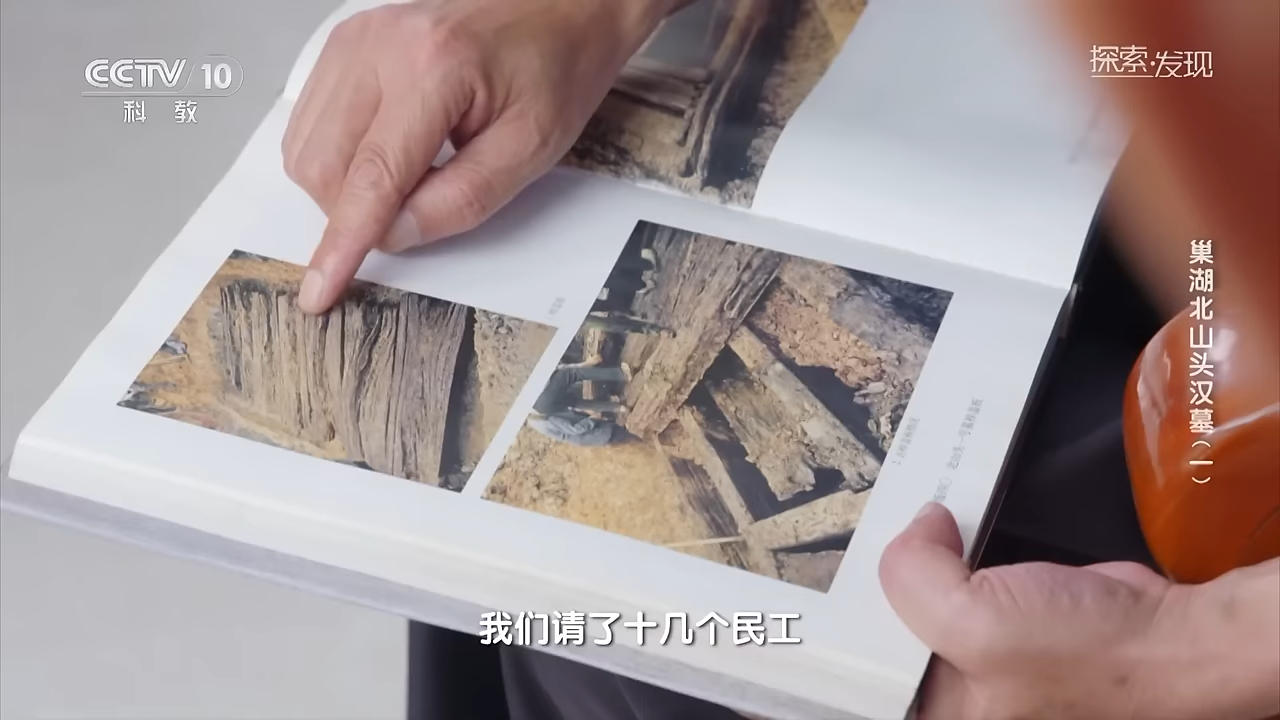 CCTV 10
科教
探索·发现
巢湖北山头汉墓（一）
我们请了十几个民工